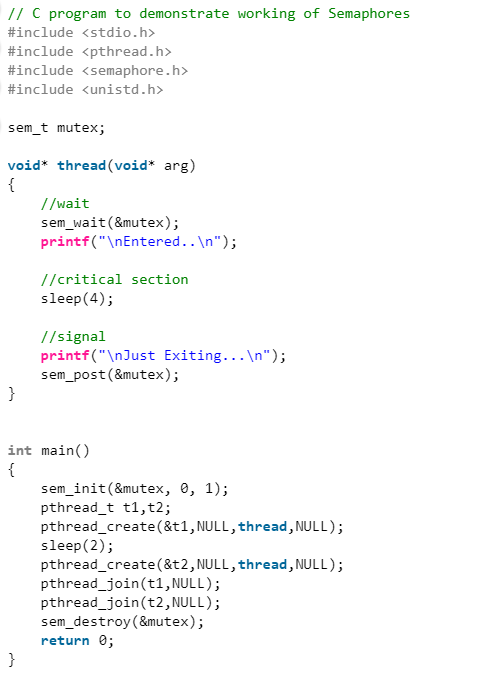 // C program to demonstrate working of Semaphores
#include <stdio.h>
#include <pthread.h>
#include <semaphore.h>
#include <unistd.h>

sem_t mutex;

void* thread(void* arg)
{
    //wait
    sem_wait(&mutex);
    printf("\nEntered..\n");

    //critical section
    sleep(4);

    //signal
    printf("\nJust Exiting...\n");
    sem_post(&mutex);
}


int main()
{
    sem_init(&mutex, 0, 1);
    pthread_t t1,t2;
    pthread_create(&t1,NULL,thread,NULL);
    sleep(2);
    pthread_create(&t2,NULL,thread,NULL);
    pthread_join(t1,NULL);
    pthread_join(t2,NULL);
    sem_destroy(&mutex);
    return 0;
}